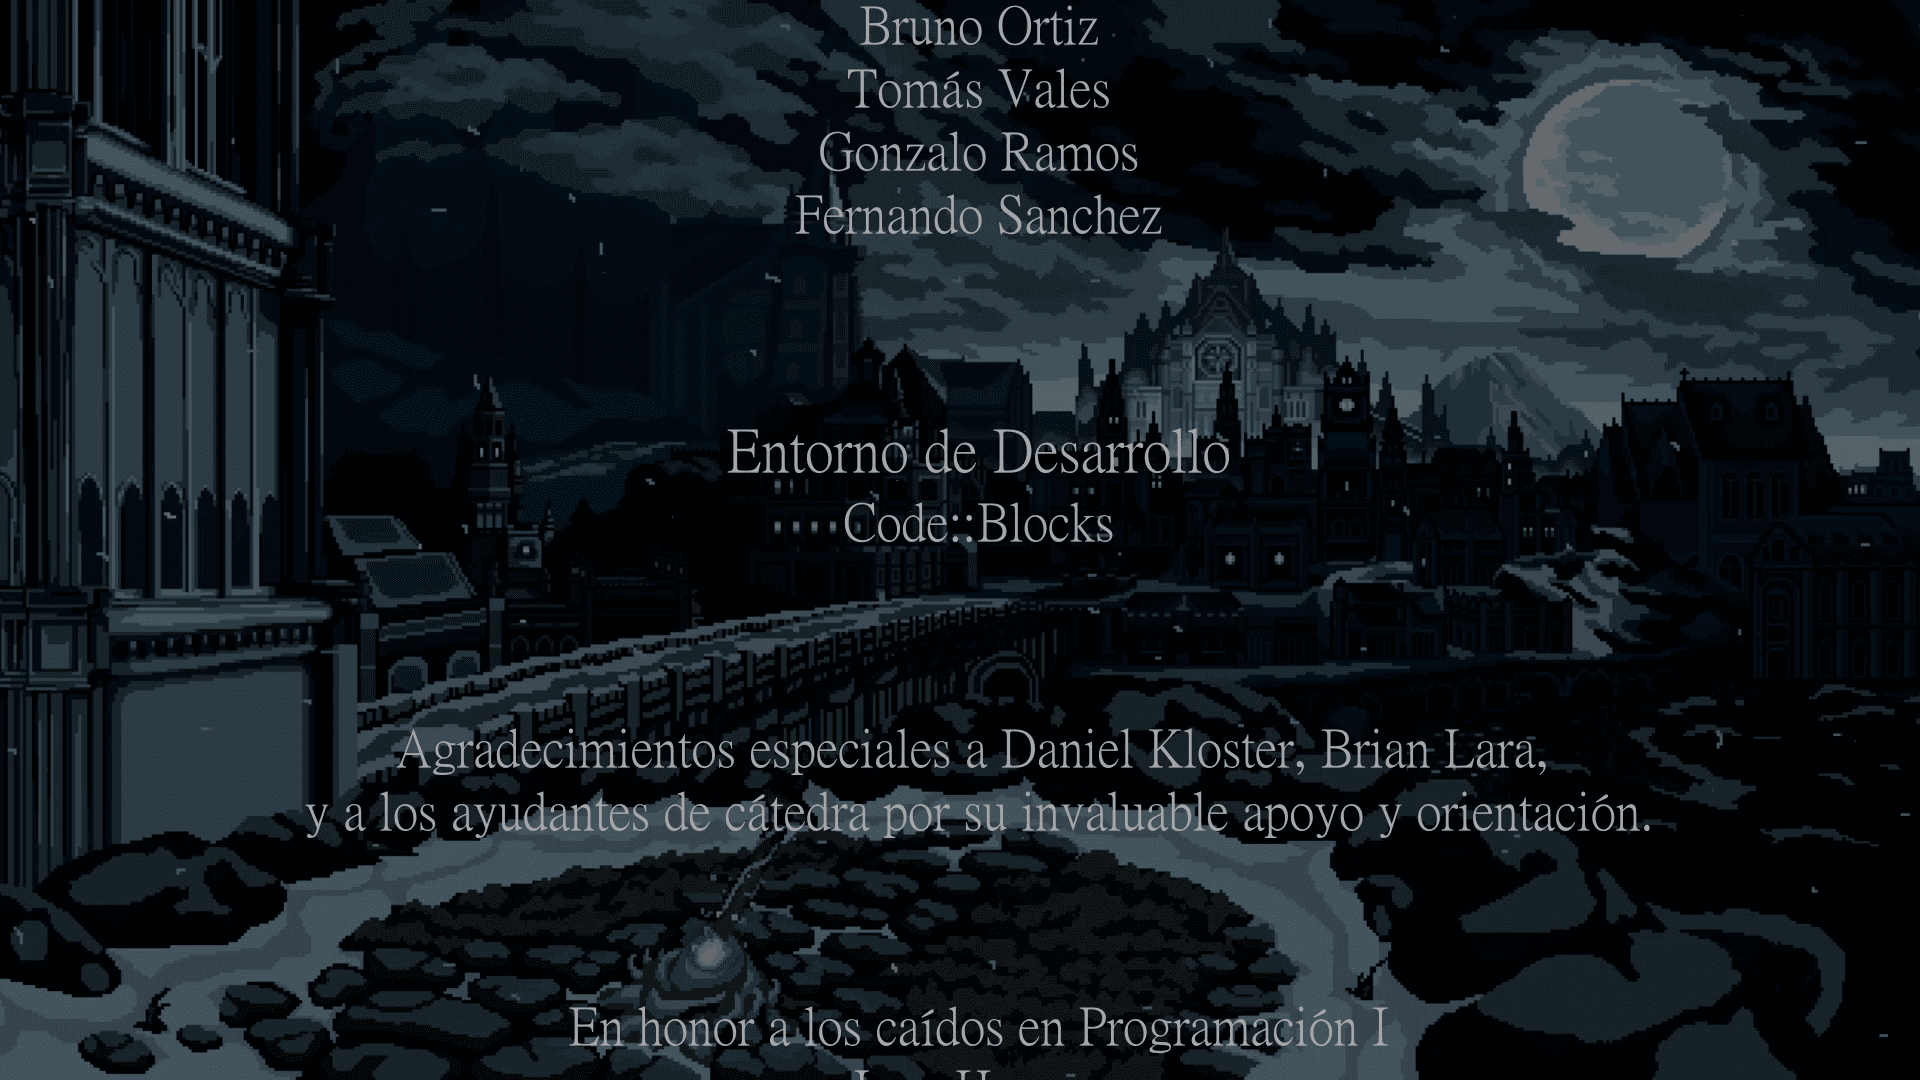 Bruno Ortiz
Tomás Vales
Gonzalo Ramos
Fernando Sanchez
Entorno de Desarrollo
Code::Blocks
Agradecimientos especiales a Daniel Kloster, Brian Lara,
y a los ayudantes de cátedra por su invaluable apoyo y orientación.
En honor a los caídos en Programación I